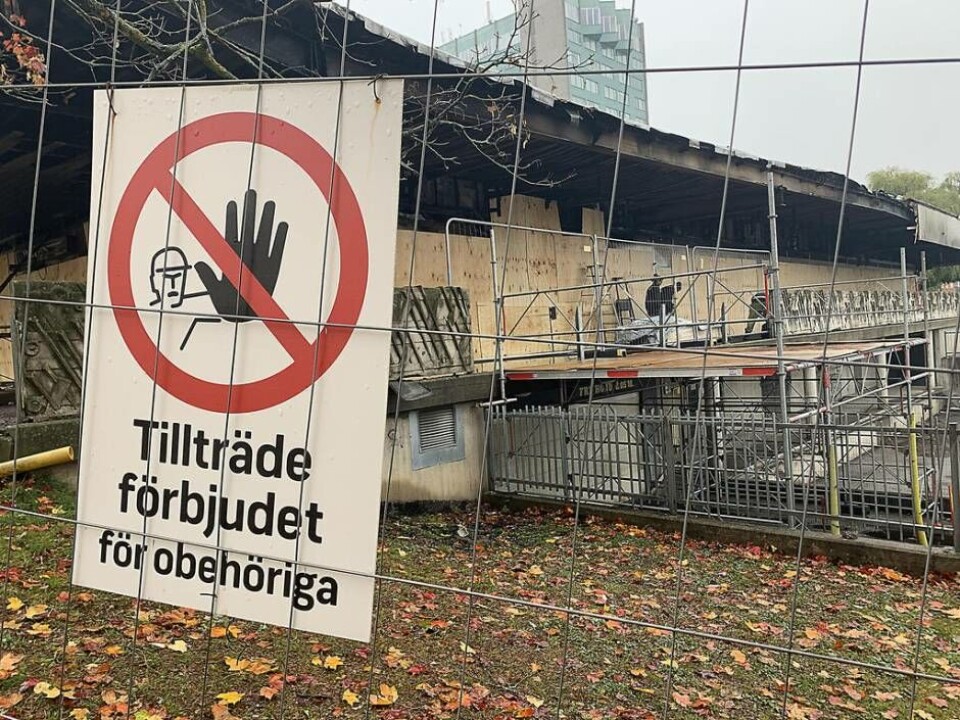 Tillträde
förbjudet
för obehöriga